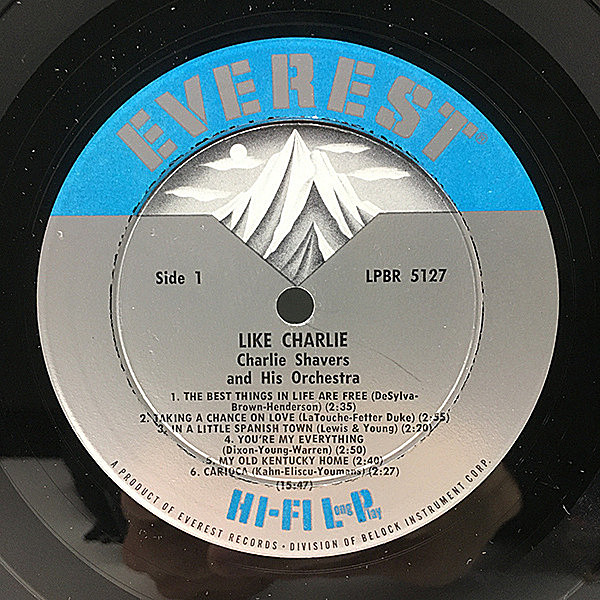 EVEREST®
Side 1
LPBR 5127
LIKE CHARLIE
Charlie Shavers
and His Orchestra
1. THE BEST THINGS IN LIFE ARE FREE (DeSylva-
Brown-Henderson) (2:35)
2. TAKING A CHANCE ON LOVE (LaTouche-Fetter Duke) (2:55)
3. IN A LITTLE SPANISH TOWN (Lewis & Young) (2:20)
4. YOU'RE MY EVERYTHING
(Dixon-Young-Warren) (2:50)
5. MY OLD KENTUCKY HOME (2:40)
6. CARIOCA (Kahn-Eliscu-Youmans) (2:27)
(15:47)
HI-FI Long Play
A PRODUCT OF EVEREST RECORDS • DIVISION OF BELOCK INSTRUMENT CORP.